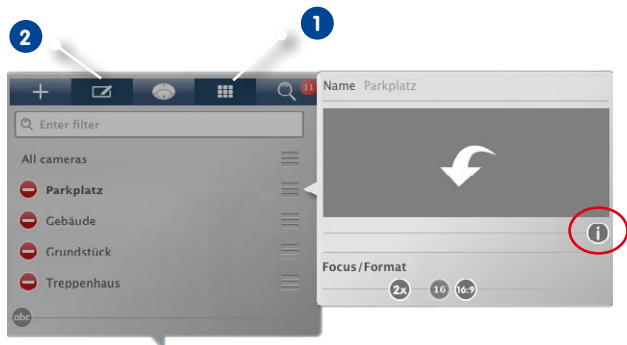 2
1
11
Enter filter
All cameras
Parkplatz
Gebäude
Grundstück
Treppenhaus
abc
Name Parkplatz
i
Focus/Format
2x 16 16:9